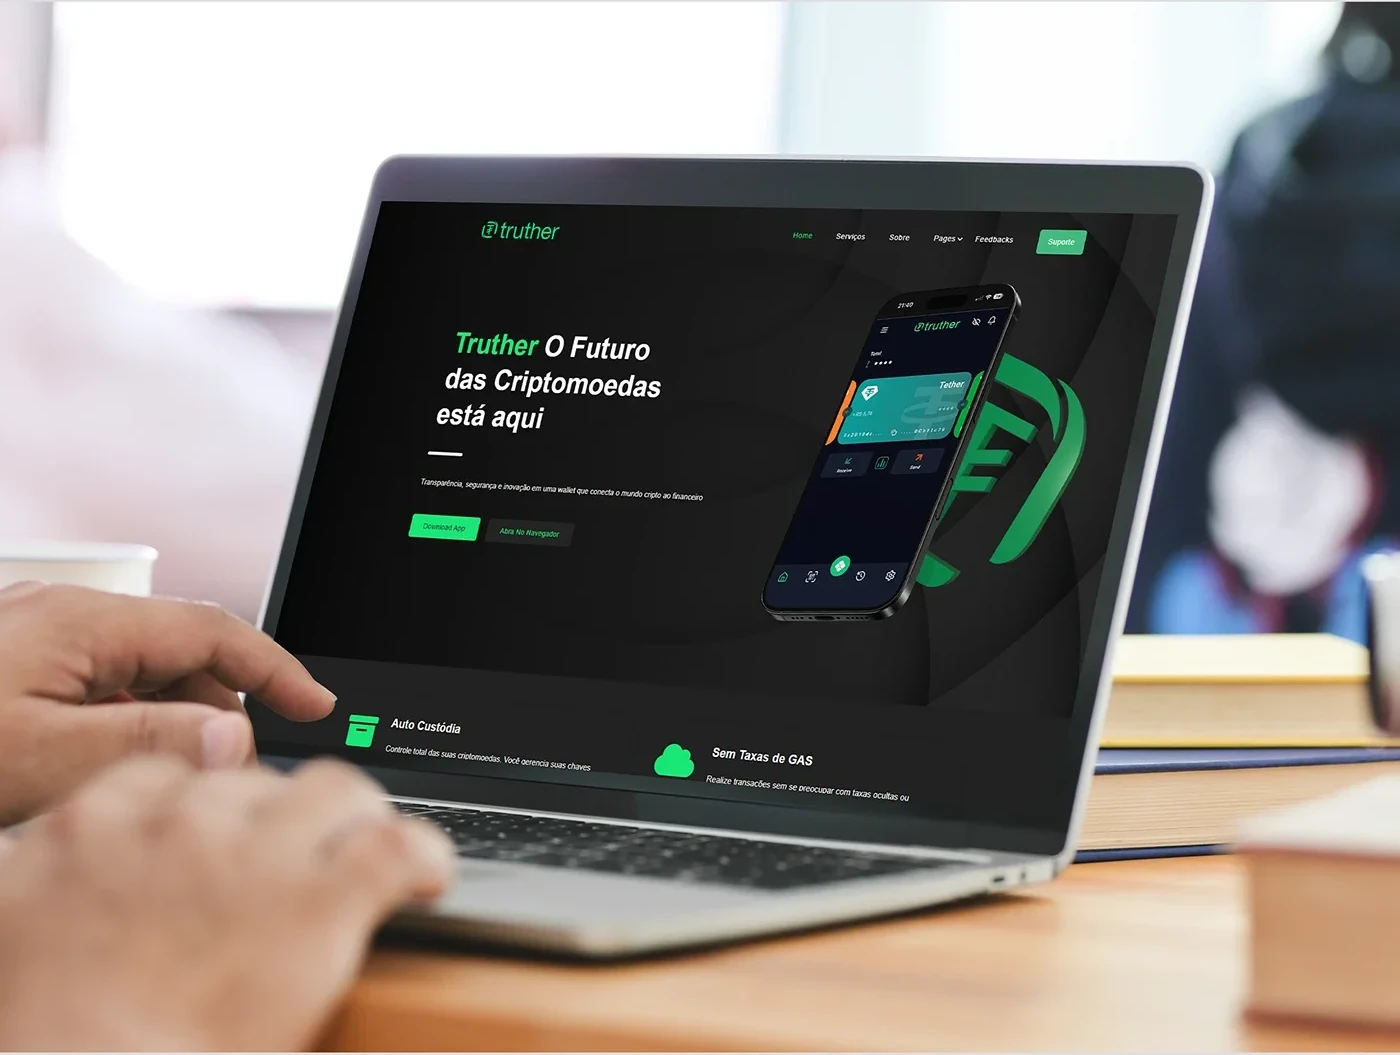 truther
Home Serviços Sobre Pages Feedbacks Suporte
Truther O Futuro
das Criptomoedas
está aqui
Transparência, segurança e inovação em uma wallet que conecta o mundo cripto ao financeiro
Download App Abra No Navegador
21:40
truther
Total
Tether
Receive Send
Auto Custódia
Controle total das suas criptomoedas. Você gerencia suas chaves
Sem Taxas de GAS
Realize transações sem se preocupar com taxas ocultas ou